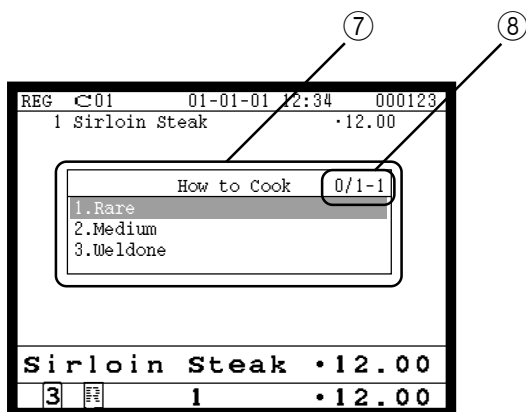 ⑦ ⑧
REG C01 01-01-01 12:34 000123
1 Sirloin Steak ·12.00
How to Cook 0/1-1
1.Rare
2.Medium
3.Weldone
Sirloin Steak ·12.00
3 R 1 ·12.00